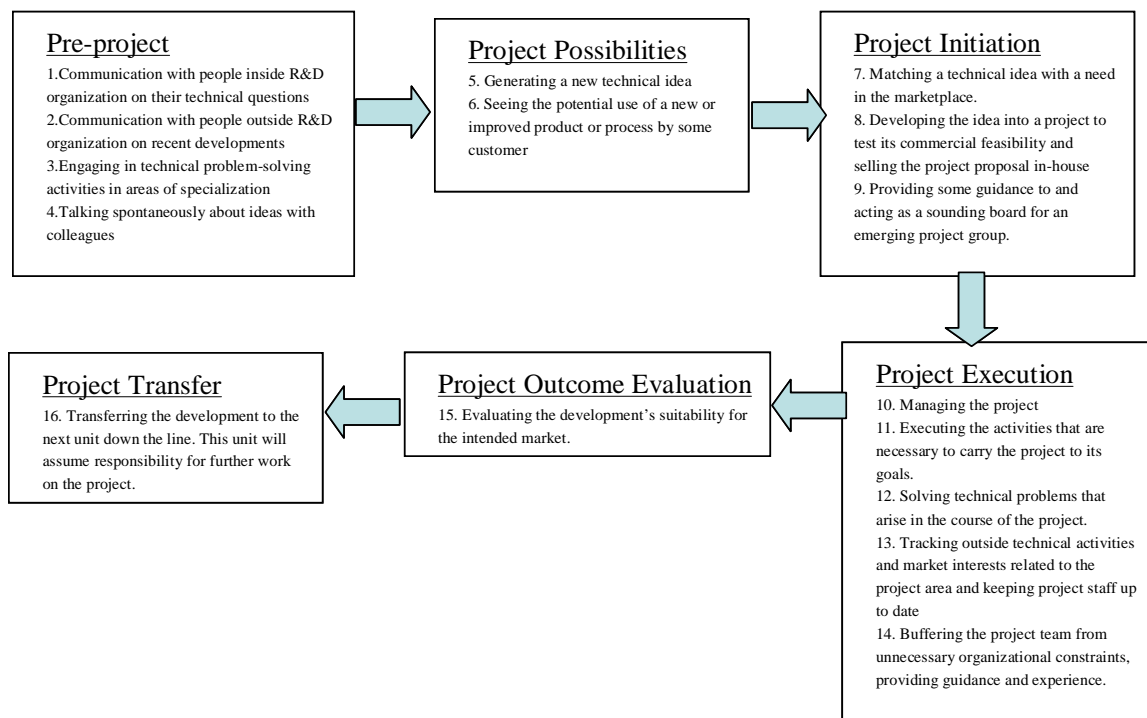 Pre-project
1.Communication with people inside R&D
organization on their technical questions
2.Communication with people outside R&D
organization on recent developments
3.Engaging in technical problem-solving
activities in areas of specialization
4.Talking spontaneously about ideas with
colleagues
Project Possibilities
5. Generating a new technical idea
6. Seeing the potential use of a new or
improved product or process by some
customer
Project Initiation
7. Matching a technical idea with a need
in the marketplace.
8. Developing the idea into a project to
test its commercial feasibility and
selling the project proposal in-house
9. Providing some guidance to and
acting as a sounding board for an
emerging project group.
Project Execution
10. Managing the project
11. Executing the activities that are
necessary to carry the project to its
goals.
12. Solving technical problems that
arise in the course of the project.
13. Tracking outside technical activities
and market interests related to the
project area and keeping project staff up
to date
14. Buffering the project team from
unnecessary organizational constraints,
providing guidance and experience.
Project Outcome Evaluation
15. Evaluating the development’s suitability for
the intended market.
Project Transfer
16. Transferring the development to the
next unit down the line. This unit will
assume responsibility for further work
on the project.